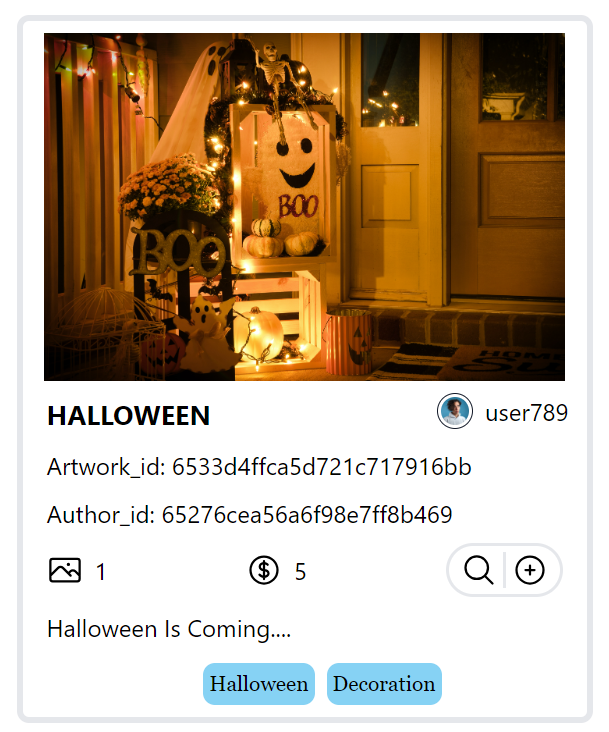 BOO
BOO
HALLOWEEN
user789
Artwork_id: 6533d4ffca5d721c717916bb
Author_id: 65276cea56a6f98e7ff8b469
1
5
Halloween Is Coming....
Halloween
Decoration